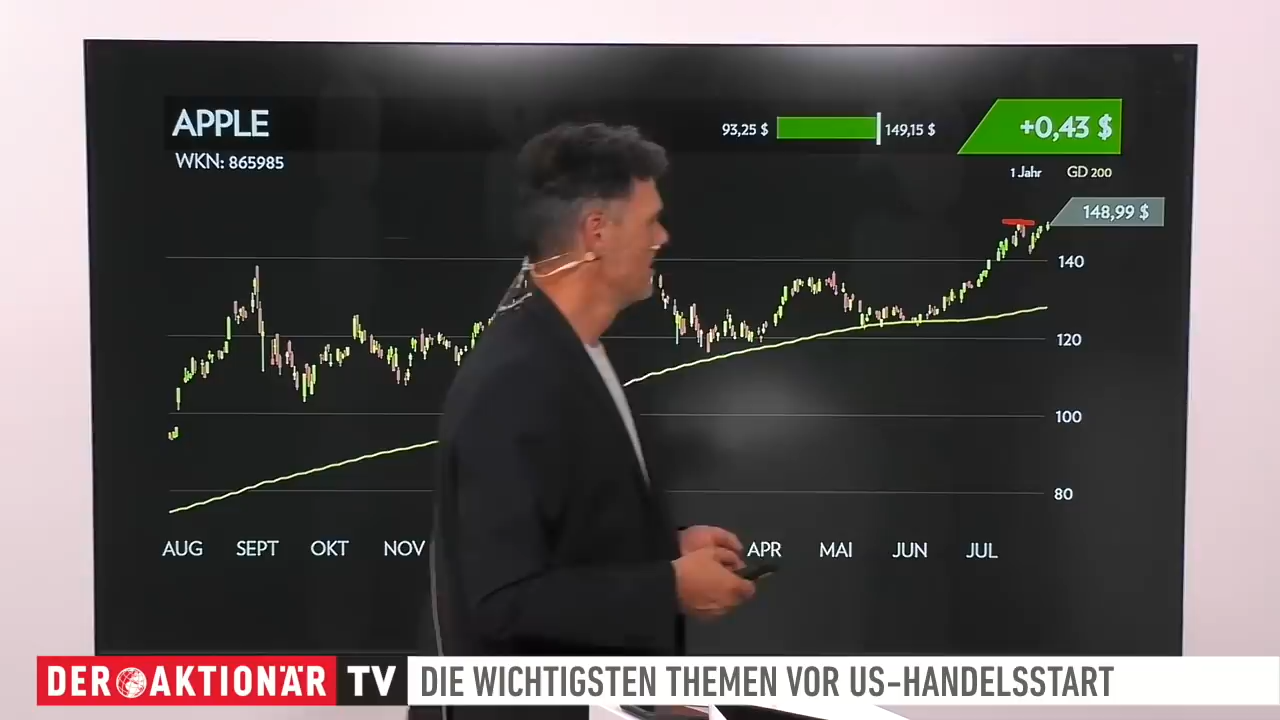 APPLE
WKN: 865985
93,25 $ 149,15 $
+0,43 $
1 Jahr GD 200
148,99 $
140
120
100
80
AUG SEPT OKT NOV APR MAI JUN JUL
DER AKTIONÄR TV DIE WICHTIGSTEN THEMEN VOR US-HANDELSSTART